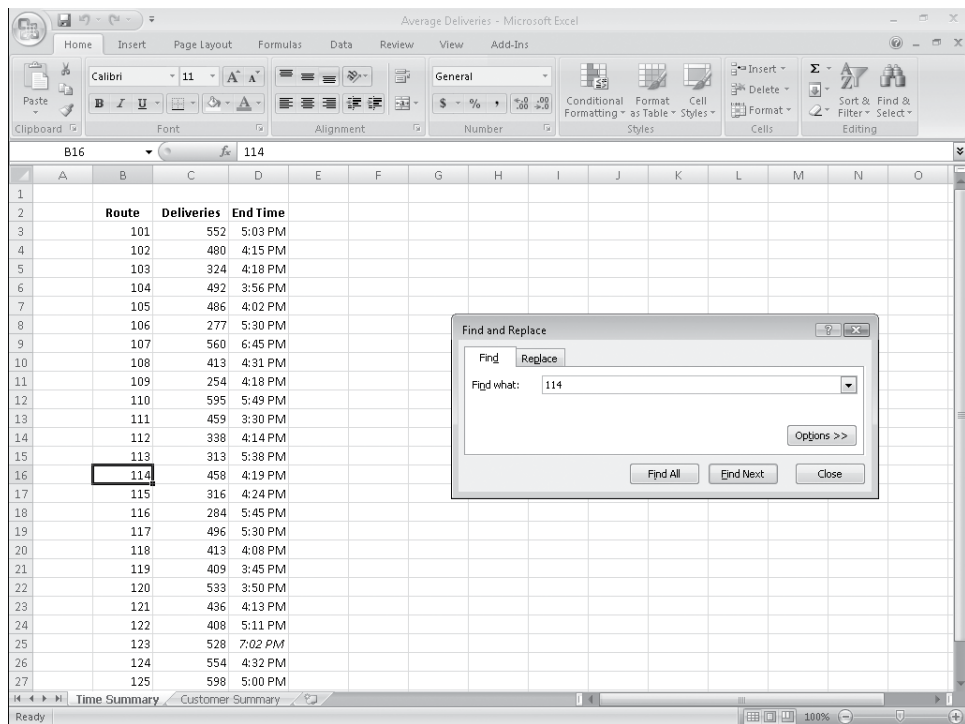 Average Deliveries - Microsoft Excel
Home Insert Page Layout Formulas Data Review View Add-Ins
Calibri 11 A A General Insert Σ
Paste B I U A $ % , .0 .00 .00 .0 Conditional Formatting Format as Table Cell Styles Delete Format Sort & Filter Find & Select
Clipboard Font Alignment Number Styles Cells Editing
B16 fx 114
A B C D E F G H I J K L M N O
1
2 Route Deliveries End Time
3 101 552 5:03 PM
4 102 480 4:15 PM
5 103 324 4:18 PM
6 104 492 3:56 PM
7 105 486 4:02 PM
8 106 277 5:30 PM
9 107 560 6:45 PM
10 108 413 4:31 PM
11 109 254 4:18 PM
12 110 595 5:49 PM
13 111 459 3:30 PM
14 112 338 4:14 PM
15 113 313 5:38 PM
16 114 458 4:19 PM
17 115 316 4:24 PM
18 116 284 5:45 PM
19 117 496 5:30 PM
20 118 413 4:08 PM
21 119 409 3:45 PM
22 120 533 3:50 PM
23 121 436 4:13 PM
24 122 408 5:11 PM
25 123 528 7:02 PM
26 124 554 4:32 PM
27 125 598 5:00 PM
Find and Replace
Find Replace
Find what: 114
Options >>
Find All Find Next Close
Time Summary Customer Summary
Ready 100%